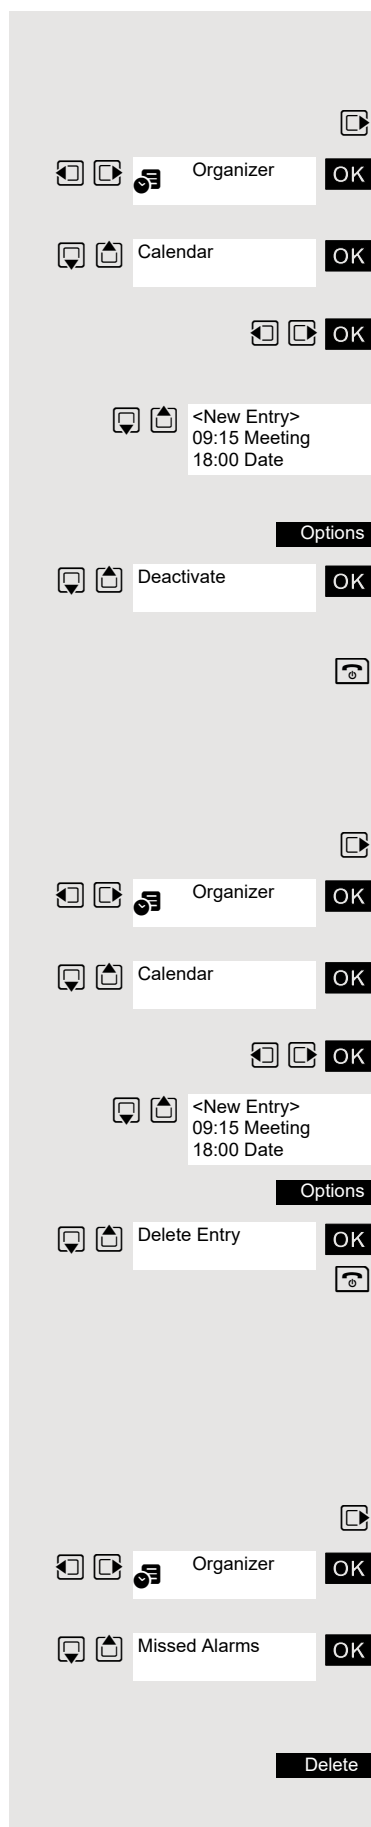 Organizer OK
Calendar OK
OK
<New Entry>
09:15 Meeting
18:00 Date
Options
Deactivate OK
Organizer OK
Calendar OK
OK
<New Entry>
09:15 Meeting
18:00 Date
Options
Delete Entry OK
Organizer OK
Missed Alarms OK
Delete